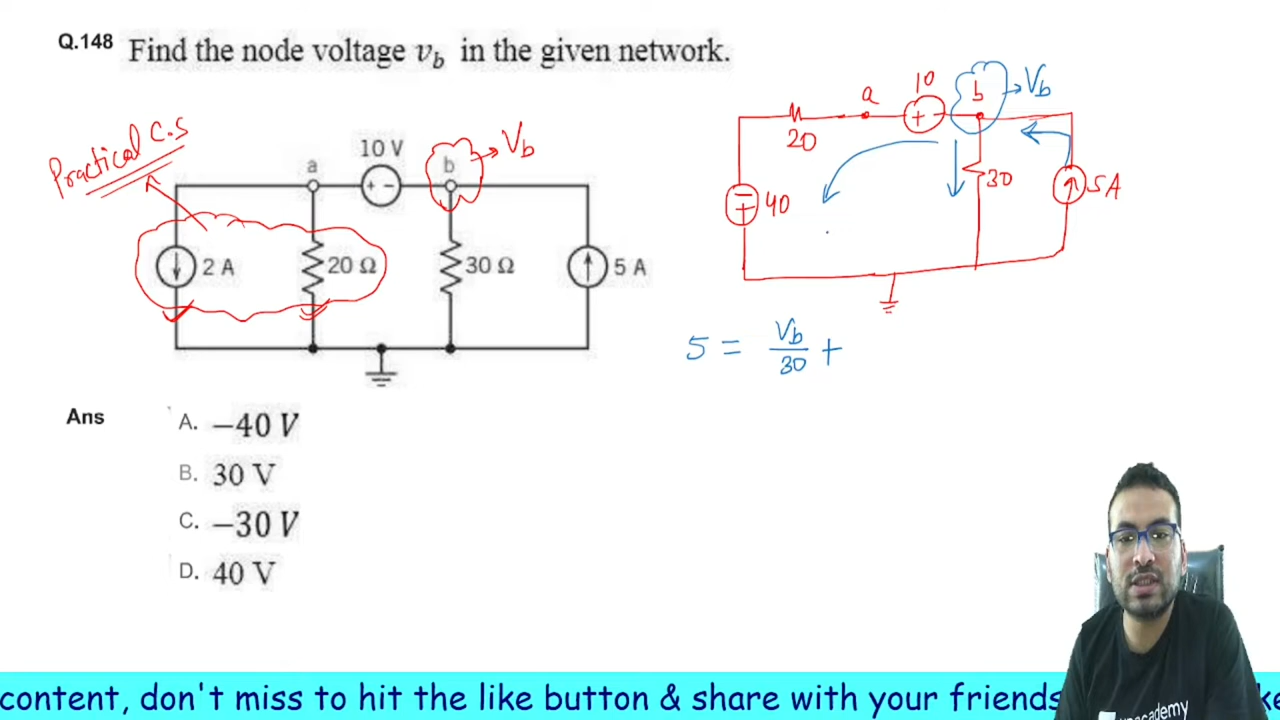 Q.148 Find the node voltage v_b in the given network.
Practical C.S
10 V
a
b
→ V_b
2 A
20 Ω
30 Ω
5 A
10
a
b
→ V_b
20
40
30
5A
5 = V_b/30 +
Ans
A. −40 V
B. 30 V
C. −30 V
D. 40 V
content, don't miss to hit the like button & share with your friends